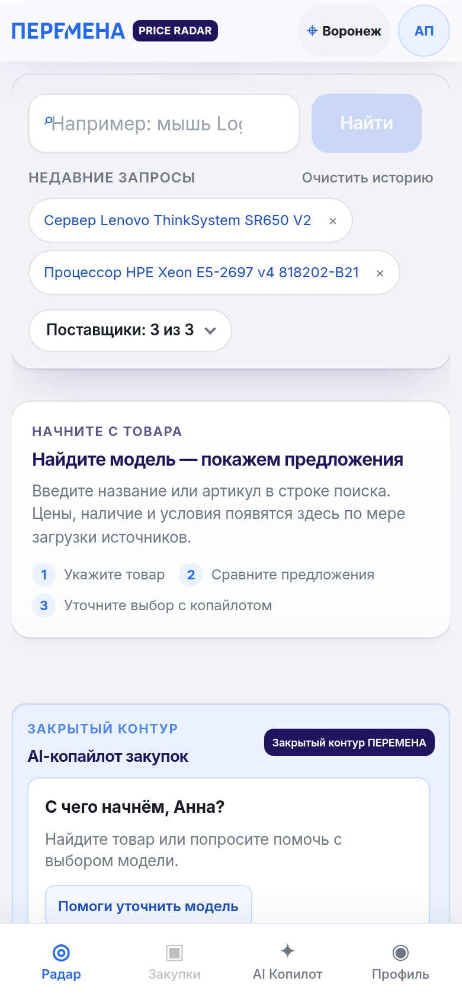 ПЕРЕМЕНА PRICE RADAR Воронеж АП
Например: мышь Log Найти
НЕДАВНИЕ ЗАПРОСЫ Очистить историю
Сервер Lenovo ThinkSystem SR650 V2 ×
Процессор HPE Xeon E5-2697 v4 818202-B21 ×
Поставщики: 3 из 3
НАЧНИТЕ С ТОВАРА
Найдите модель — покажем предложения
Введите название или артикул в строке поиска.
Цены, наличие и условия появятся здесь по мере
загрузки источников.
1 Укажите товар 2 Сравните предложения
3 Уточните выбор с копайлотом
ЗАКРЫТЫЙ КОНТУР
Закрытый контур ПЕРЕМЕНА
AI-копайлот закупок
С чего начнём, Анна?
Найдите товар или попросите помочь с
выбором модели.
Помоги уточнить модель
Радар Закупки AI Копилот Профиль